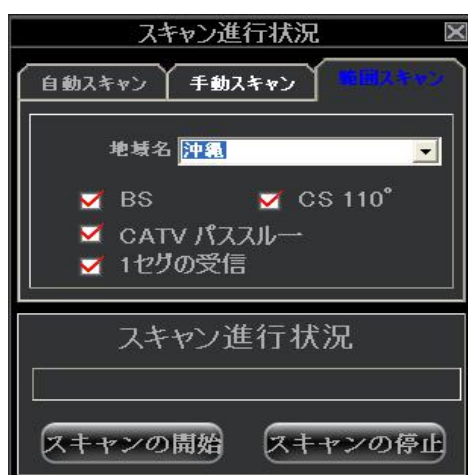 スキャン進行状況
自動スキャン 手動スキャン 範囲スキャン
地域名 沖縄
BS CS 110°
CATV パススルー
1セグの受信
スキャン進行状況
スキャンの開始 スキャンの停止